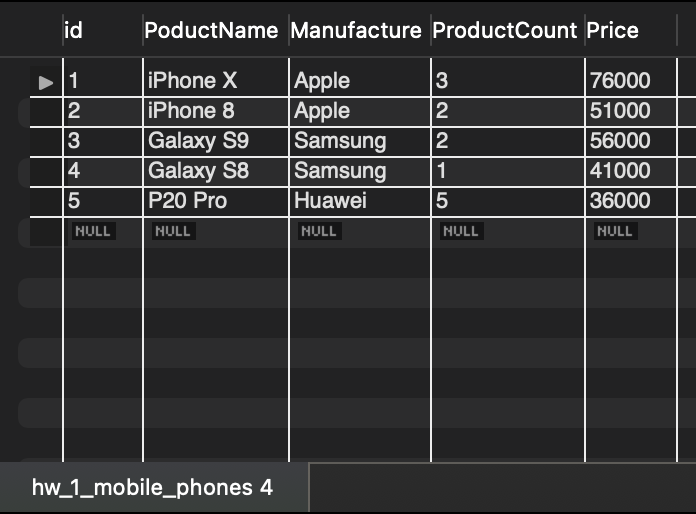 id PoductName Manufacture ProductCount Price
1 iPhone X Apple 3 76000
2 iPhone 8 Apple 2 51000
3 Galaxy S9 Samsung 2 56000
4 Galaxy S8 Samsung 1 41000
5 P20 Pro Huawei 5 36000
NULL NULL NULL NULL NULL
hw_1_mobile_phones 4